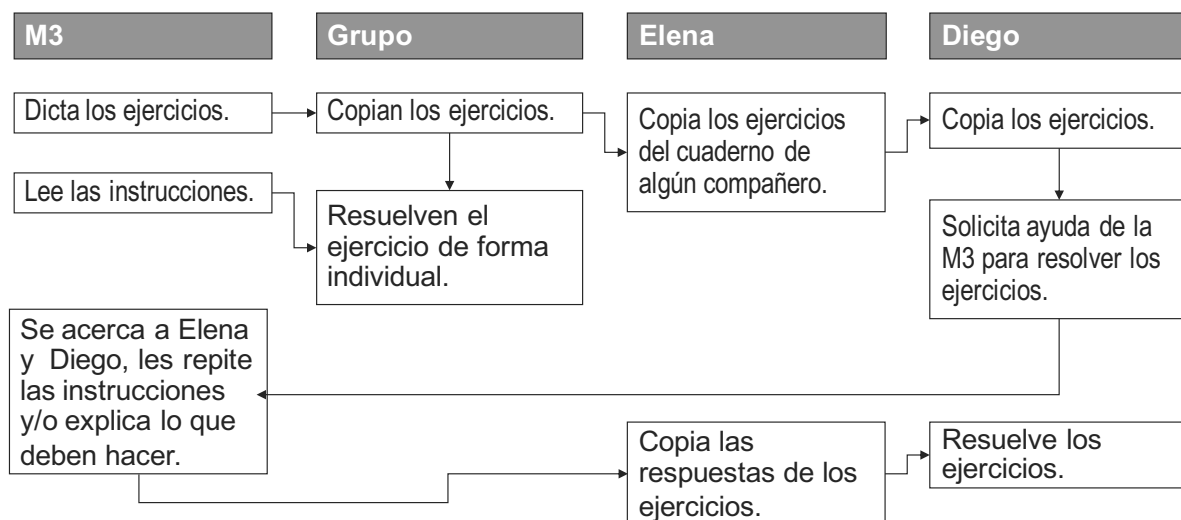 M3
Grupo
Elena
Diego
Dicta los ejercicios.
Copian los ejercicios.
Copia los ejercicios
del cuaderno de
algún compañero.
Copia los ejercicios.
Lee las instrucciones.
Resuelven el
ejercicio de forma
individual.
Solicita ayuda de la
M3 para resolver los
ejercicios.
Se acerca a Elena
y Diego, les repite
las instrucciones
y/o explica lo que
deben hacer.
Copia las
respuestas de los
ejercicios.
Resuelve los
ejercicios.